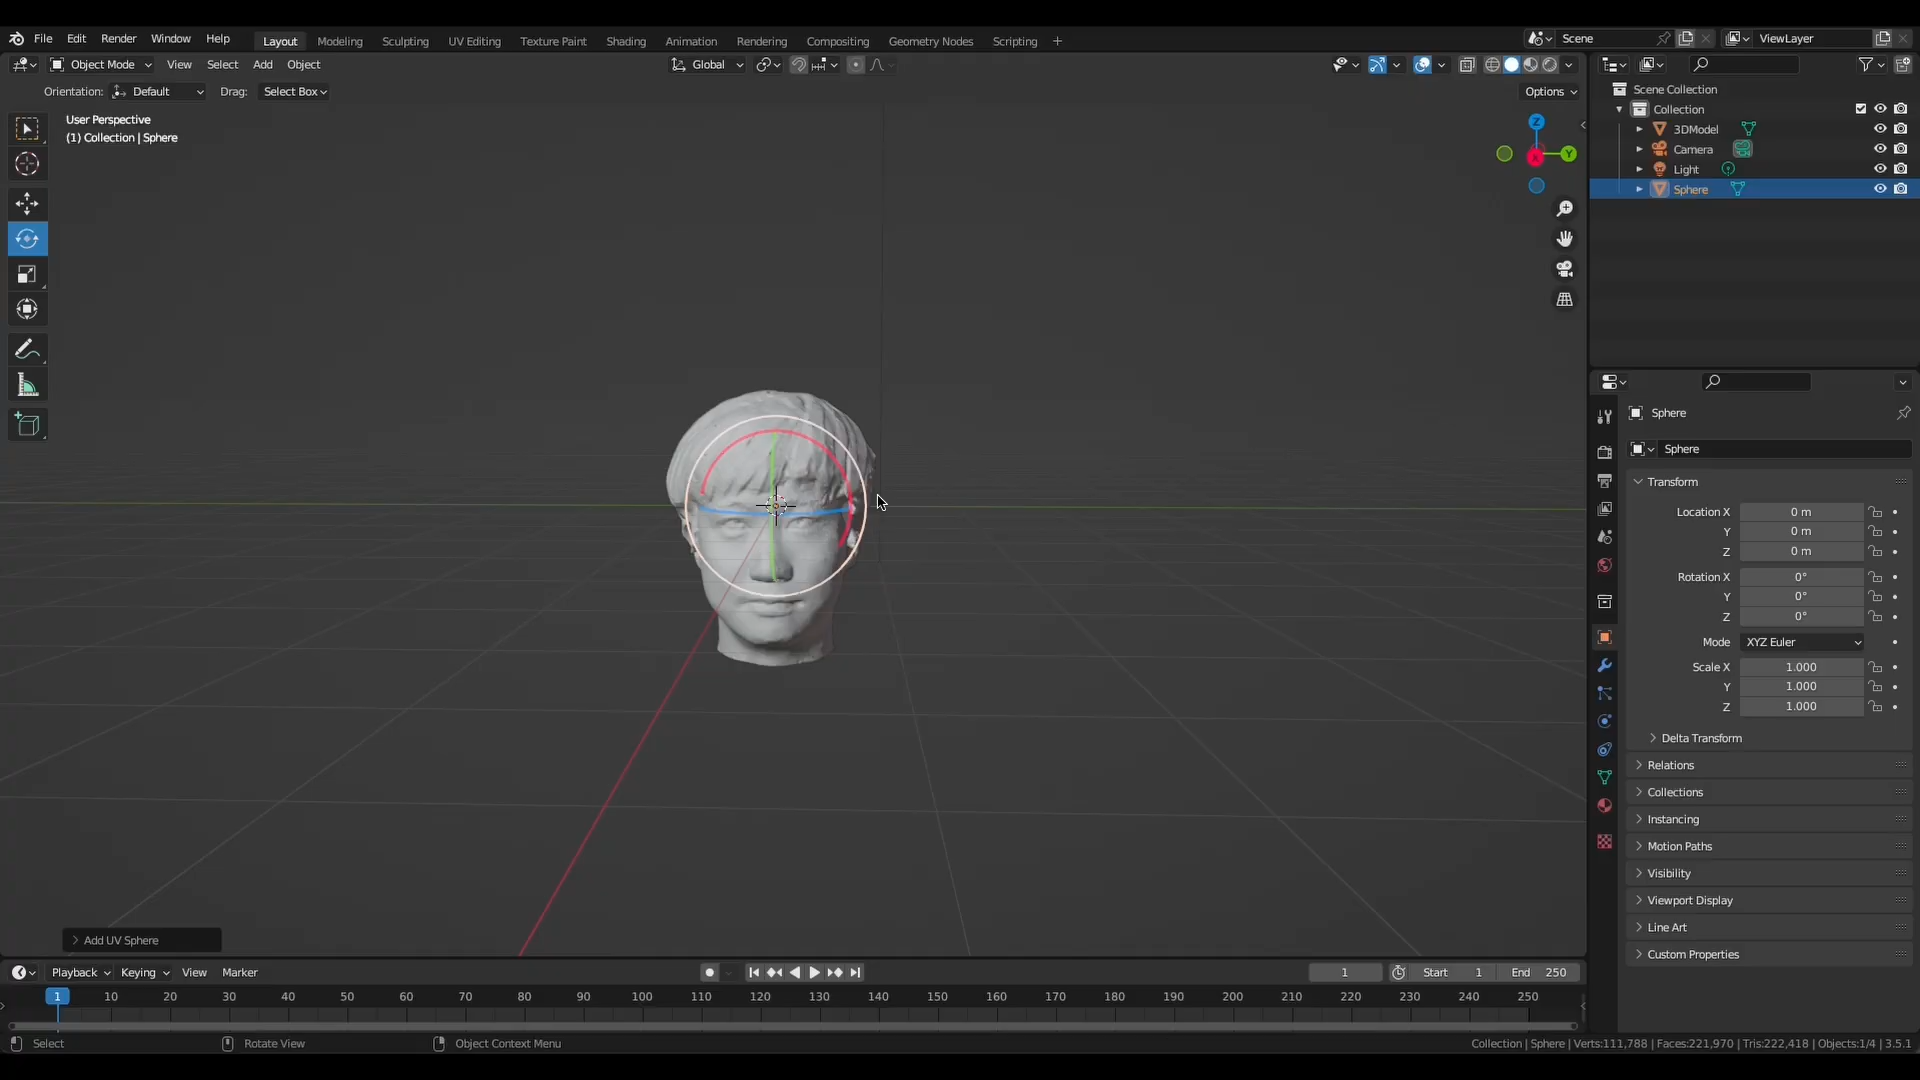 File Edit Render Window Help Layout Modeling Sculpting UV Editing Texture Paint Shading Animation Rendering Compositing Geometry Nodes Scripting + Scene ViewLayer
Object Mode View Select Add Object Global
Orientation: Default Drag: Select Box Options
User Perspective
(1) Collection | Sphere
Z
Y
X
Scene Collection
Collection
3DModel
Camera
Light
Sphere
Sphere
Sphere
Transform
Location X 0 m
Y 0 m
Z 0 m
Rotation X 0°
Y 0°
Z 0°
Mode XYZ Euler
Scale X 1.000
Y 1.000
Z 1.000
Delta Transform
Relations
Collections
Instancing
Motion Paths
Visibility
Viewport Display
Line Art
Custom Properties
Add UV Sphere
Playback Keying View Marker 1 Start 1 End 250
1 10 20 30 40 50 60 70 80 90 100 110 120 130 140 150 160 170 180 190 200 210 220 230 240 250
Select Rotate View Object Context Menu Collection | Sphere | Verts:111,788 | Faces:221,970 | Tris:222,418 | Objects:1/4 | 3.5.1